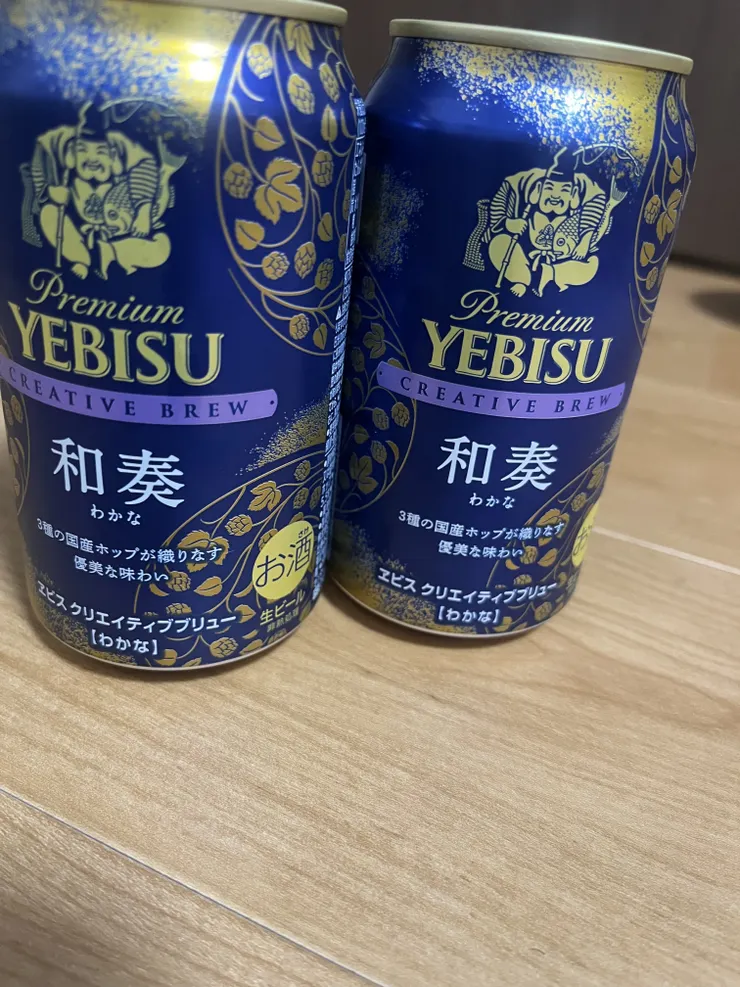 Premium
YEBISU
CREATIVE BREW
和奏
わかな
3種の国産ホップが織りなす
優美な味わい
お酒
生ビール
ヱビス クリエイティブブリュー
【わかな】
Premium
YEBISU
CREATIVE BREW
和奏
わかな
3種の国産ホップが織りなす
優美な味わい
ヱビス クリエイティブブリュー
【わかな】